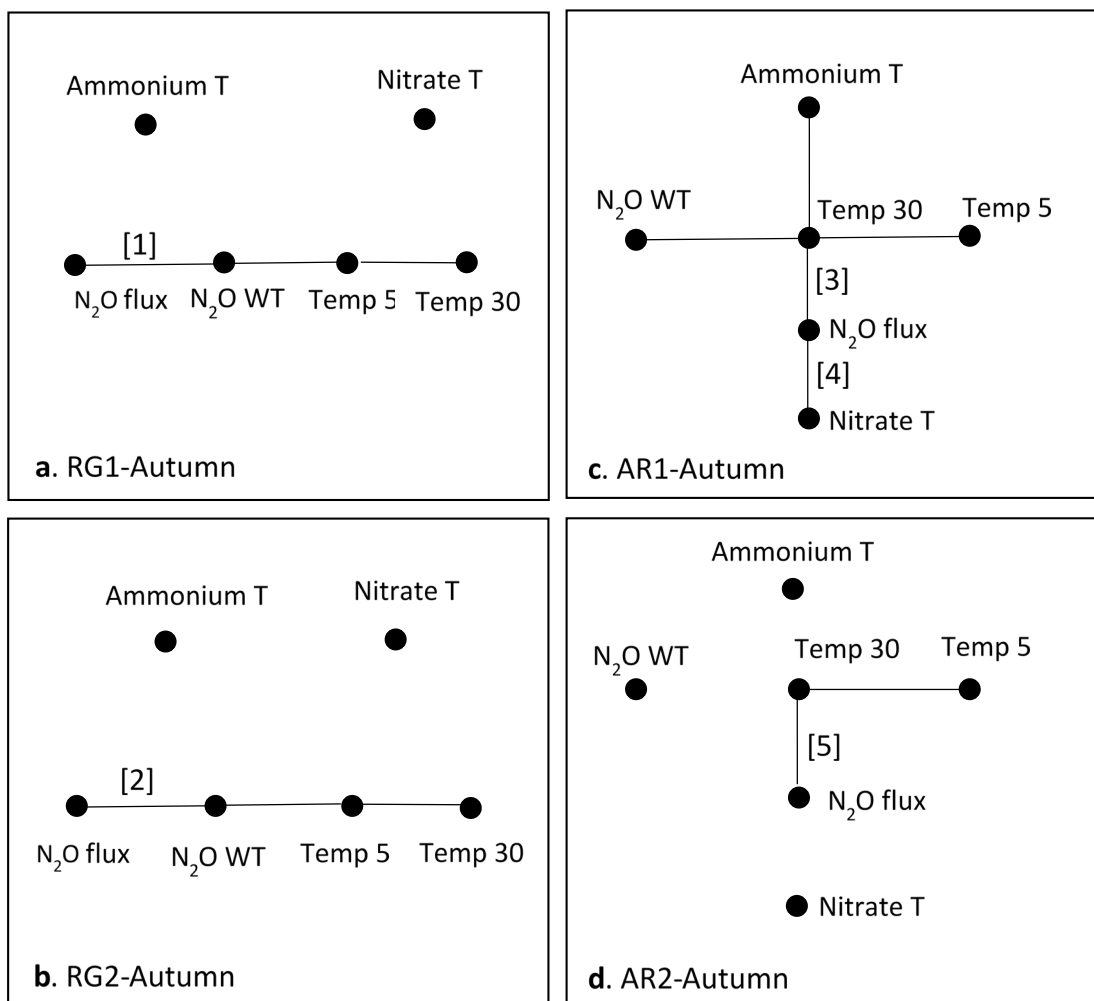 Ammonium T
Nitrate T
[1]
N₂O flux
N₂O WT
Temp 5
Temp 30
a. RG1-Autumn
Ammonium T
N₂O WT
Temp 30
Temp 5
[3]
N₂O flux
[4]
Nitrate T
c. AR1-Autumn
Ammonium T
Nitrate T
[2]
N₂O flux
N₂O WT
Temp 5
Temp 30
b. RG2-Autumn
Ammonium T
N₂O WT
Temp 30
Temp 5
[5]
N₂O flux
Nitrate T
d. AR2-Autumn